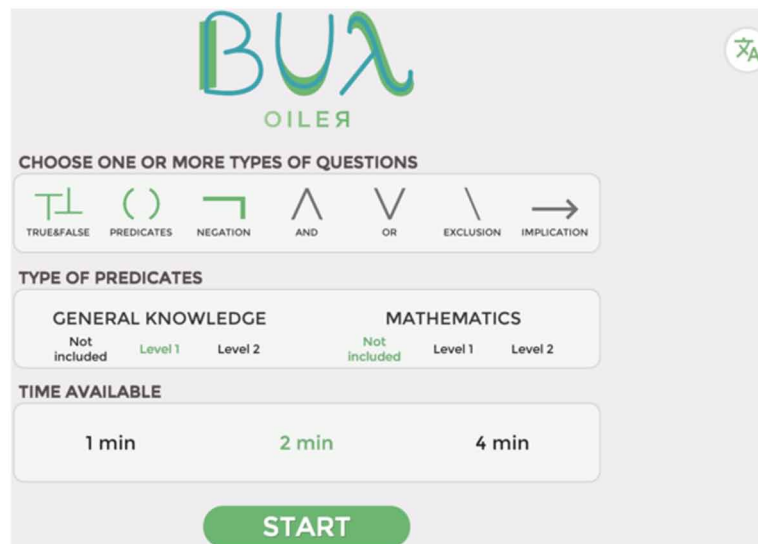 BUλ
OILEЯ
CHOOSE ONE OR MORE TYPES OF QUESTIONS
⊤⊥ ( ) ¬ ∧ ∨ \ →
TRUE&FALSE PREDICATES NEGATION AND OR EXCLUSION IMPLICATION
TYPE OF PREDICATES
GENERAL KNOWLEDGE MATHEMATICS
Not included Level 1 Level 2 Not included Level 1 Level 2
TIME AVAILABLE
1 min 2 min 4 min
START